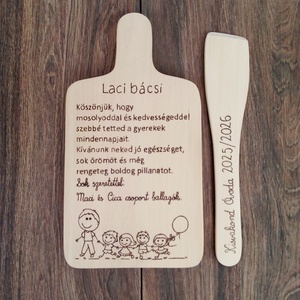 Laci bácsi
Köszönjük, hogy
mosolyoddal és kedvességeddel
szebbé tetted a gyerekek
mindennapjait.
Kívánunk neked jó egészséget,
sok örömöt és még
rengeteg boldog pillanatot.
Sok szeretettel:
Maci és Cica csoport ballagói
Óvoda 2025/2026